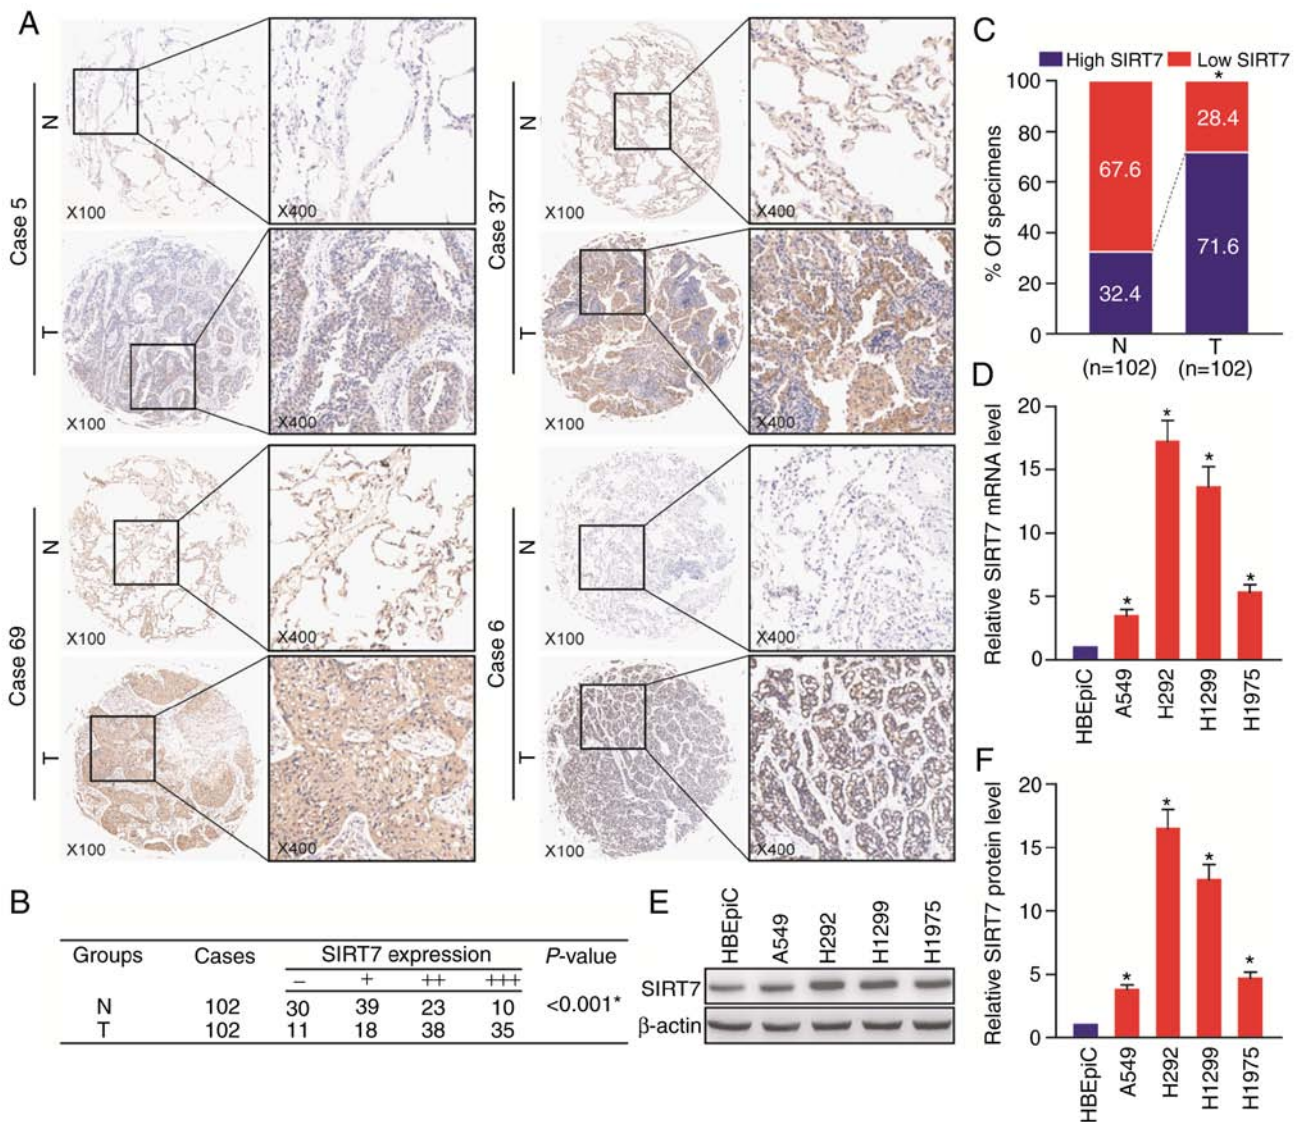 A
Case 5
N
X100
X400
T
X100
X400
Case 37
N
X100
X400
T
X100
X400
Case 69
N
X100
X400
T
X100
X400
Case 6
N
X100
X400
T
X100
X400
B
Groups Cases SIRT7 expression P-value
– + ++ +++
N 102 30 39 23 10 <0.001*
T 102 11 18 38 35
C
High SIRT7 Low SIRT7
% Of specimens
100
80
60
40
20
0
*
67.6
32.4
28.4
71.6
N T
(n=102) (n=102)
D
Relative SIRT7 mRNA level
20
15
10
5
0
* * * *
HBEpiC A549 H292 H1299 H1975
E
HBEpiC A549 H292 H1299 H1975
SIRT7
β-actin
F
Relative SIRT7 protein level
20
15
10
5
0
* * * *
HBEpiC A549 H292 H1299 H1975